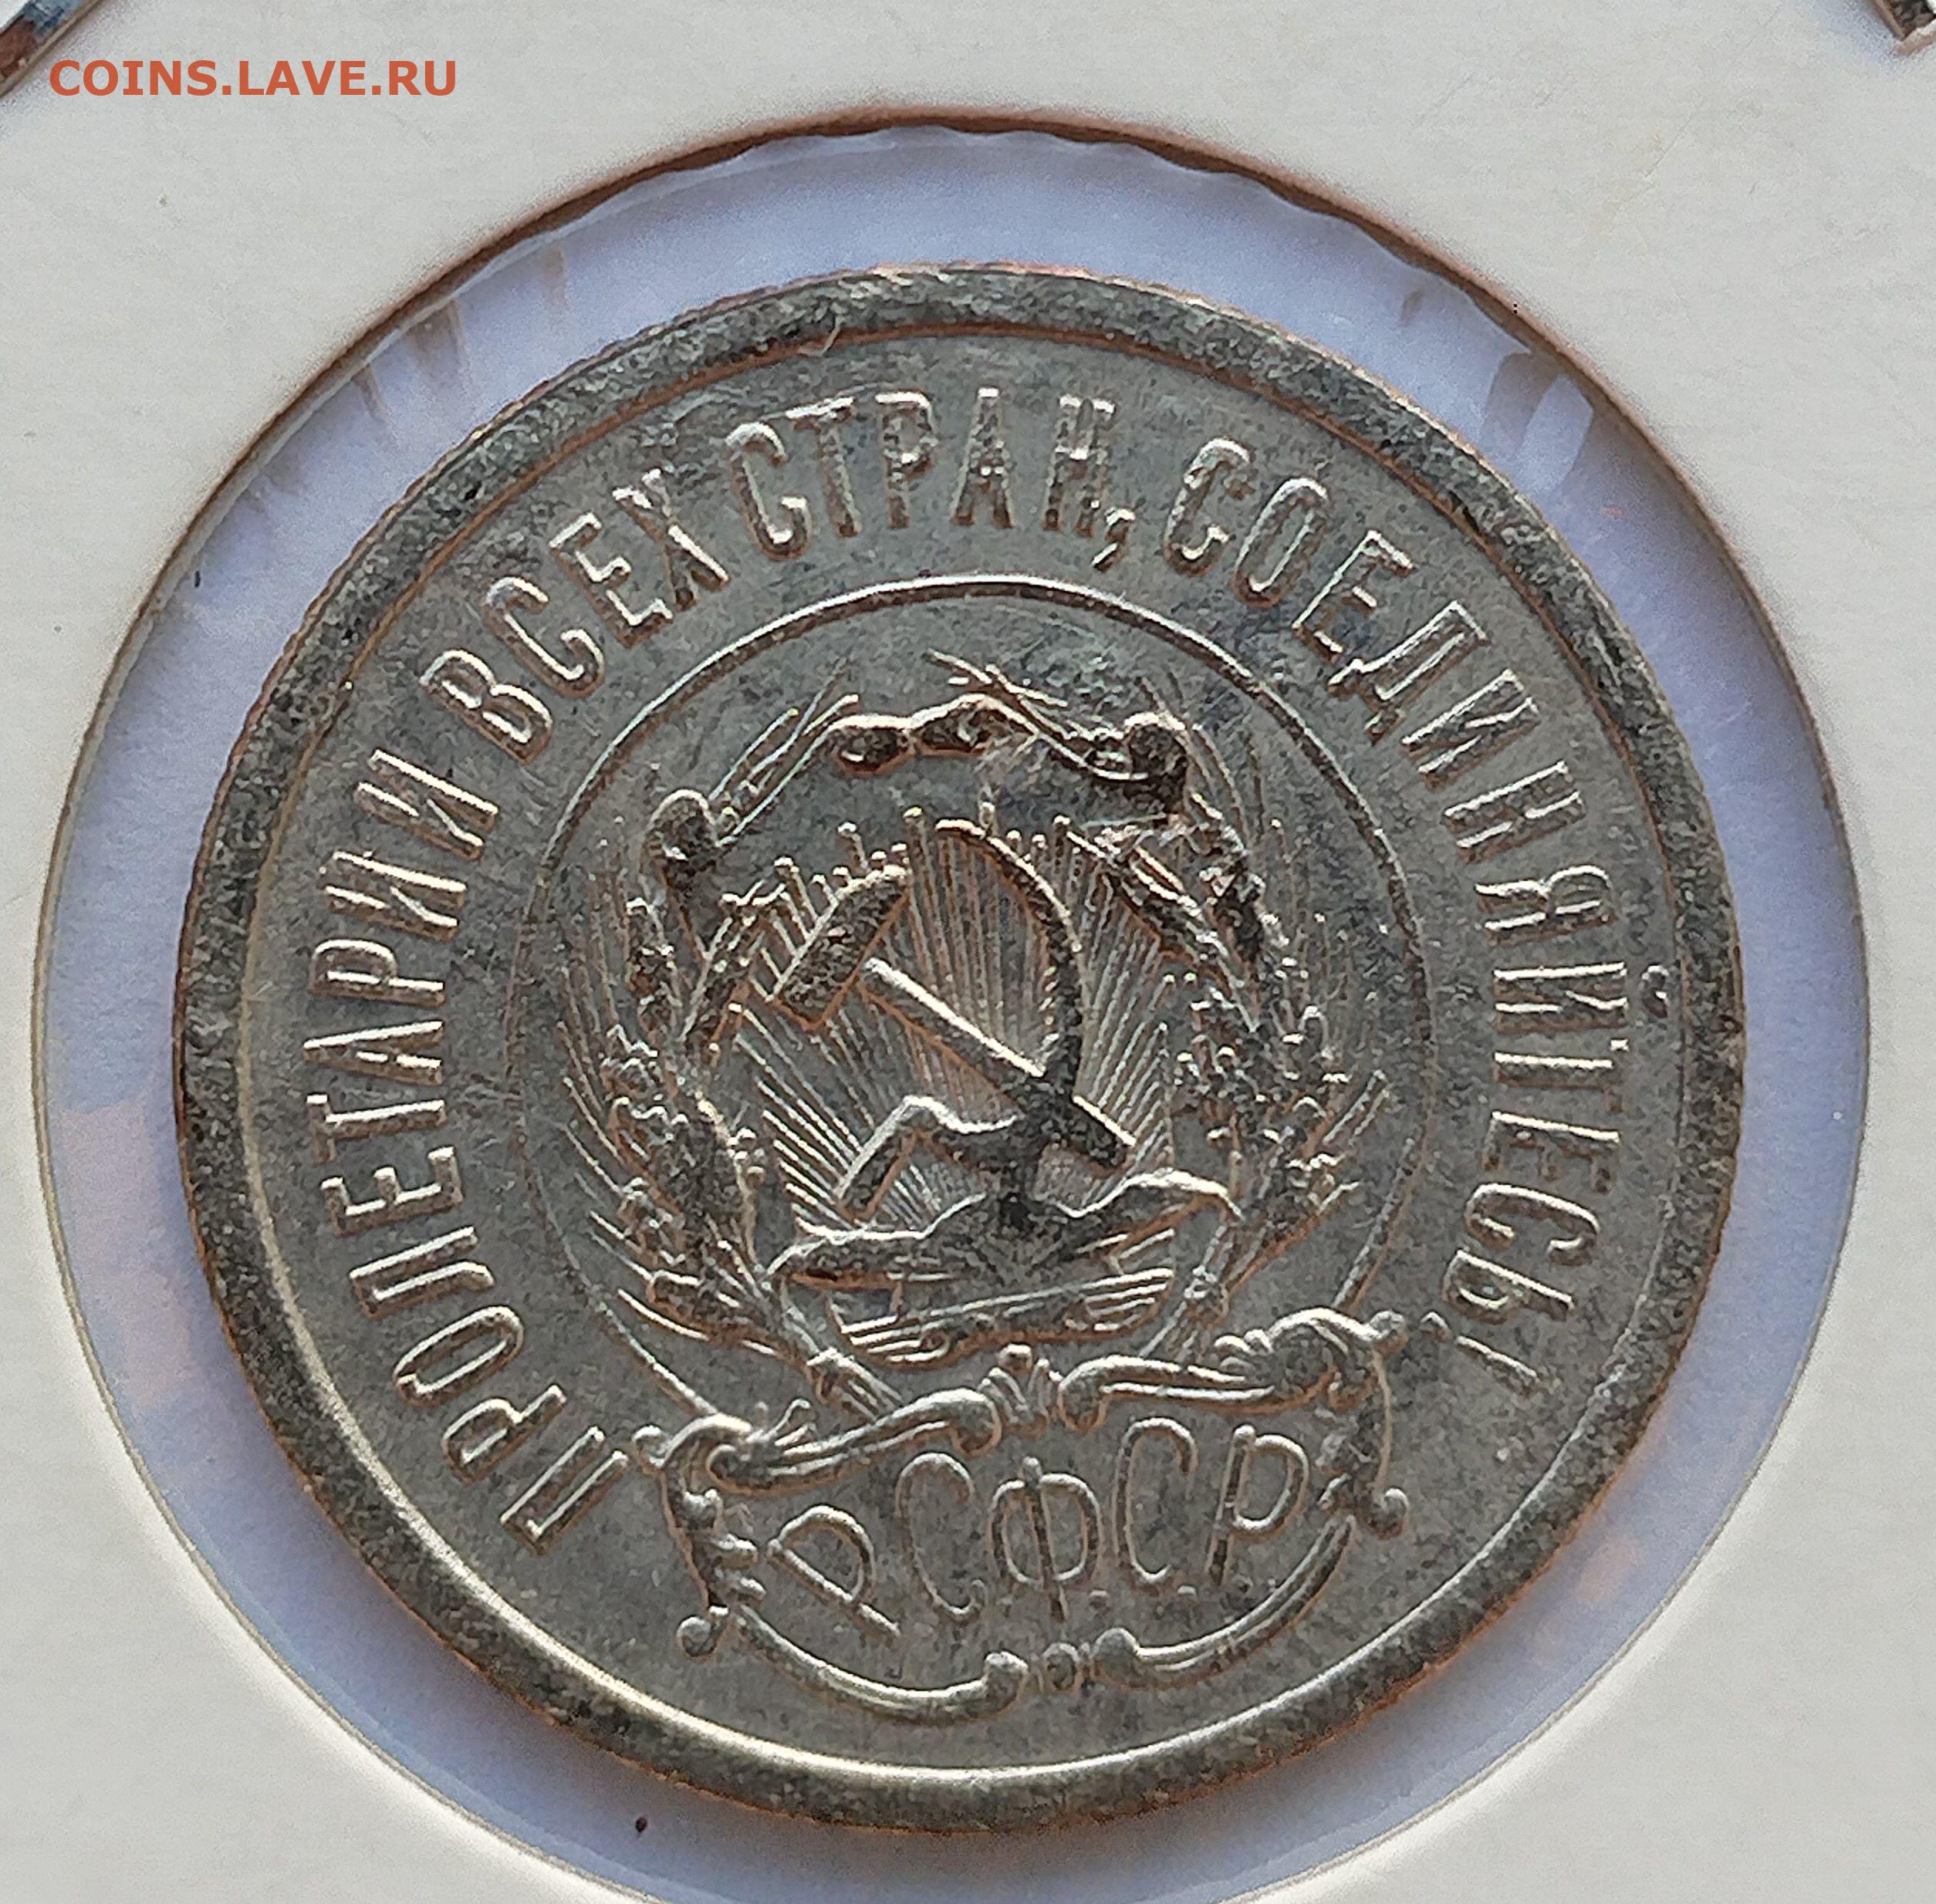 COINS.LAVE.RU
ПРОЛЕТАРИИ ВСЕХ СТРАН, СОЕДИНЯЙТЕСЬ!
Р.С.Ф.С.Р.